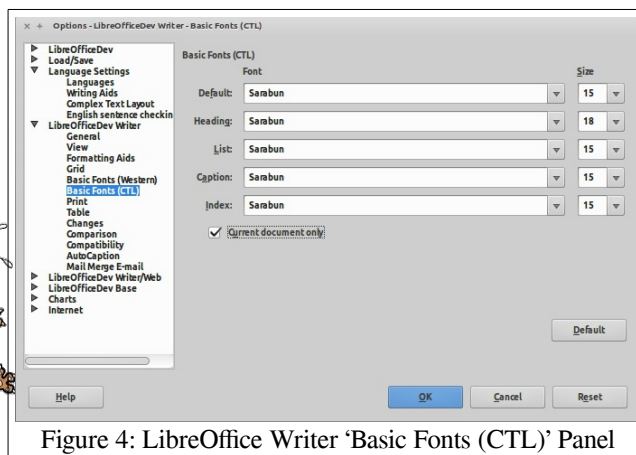 Options - LibreOfficeDev Writer - Basic Fonts (CTL)
LibreOfficeDev
Load/Save
Language Settings
Languages
Writing Aids
Complex Text Layout
English sentence checkin
LibreOfficeDev Writer
General
View
Formatting Aids
Grid
Basic Fonts (Western)
Basic Fonts (CTL)
Print
Table
Changes
Comparison
Compatibility
AutoCaption
Mail Merge E-mail
LibreOfficeDev Writer/Web
LibreOfficeDev Base
Charts
Internet
Basic Fonts (CTL)
Font Size
Default: Sarabun 15
Heading: Sarabun 18
List: Sarabun 15
Caption: Sarabun 15
Index: Sarabun 15
Current document only
Default
Help OK Cancel Reset
Figure 4: LibreOffice Writer ‘Basic Fonts (CTL)’ Panel